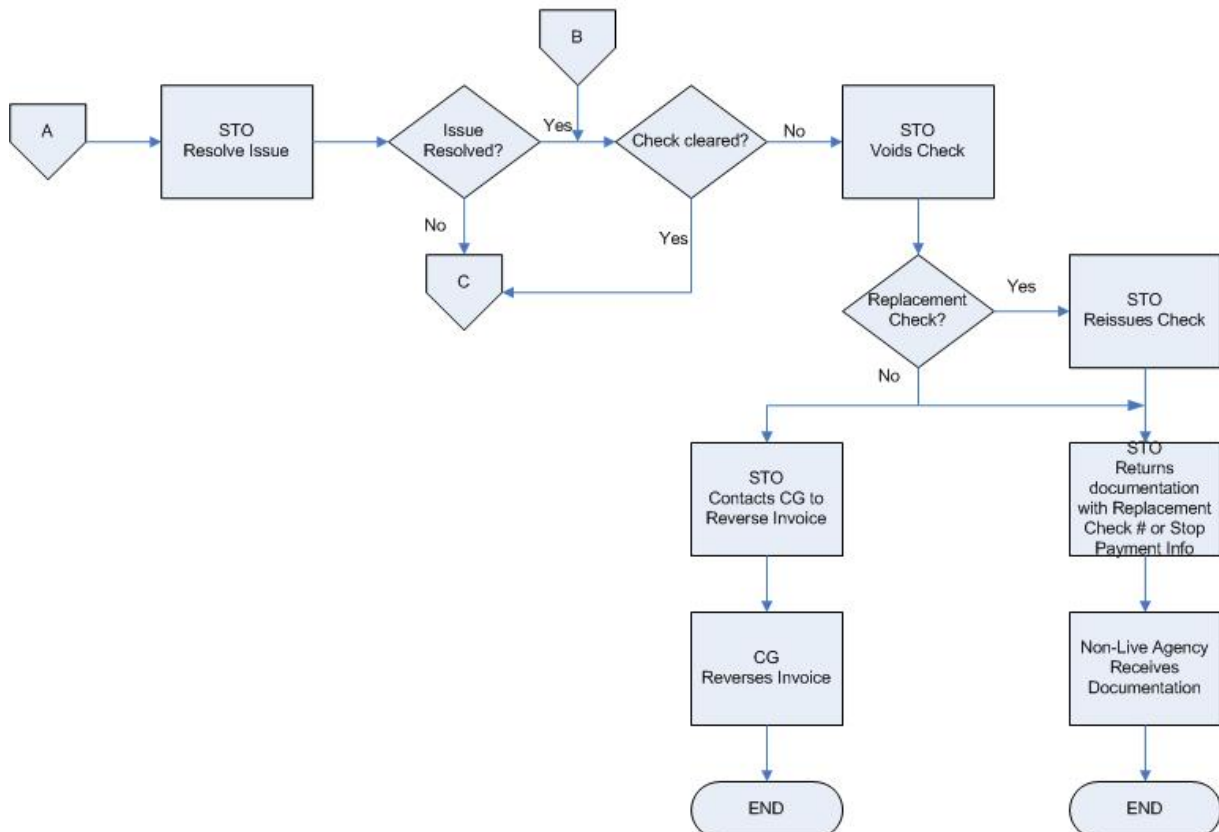 B
A
STO
Resolve Issue
Issue
Resolved?
Yes
Check cleared?
No
STO
Voids Check
No
Yes
C
Replacement
Check?
Yes
STO
Reissues Check
No
STO
Contacts CG to
Reverse Invoice
STO
Returns
documentation
with Replacement
Check # or Stop
Payment Info
CG
Reverses Invoice
Non-Live Agency
Receives
Documentation
END
END